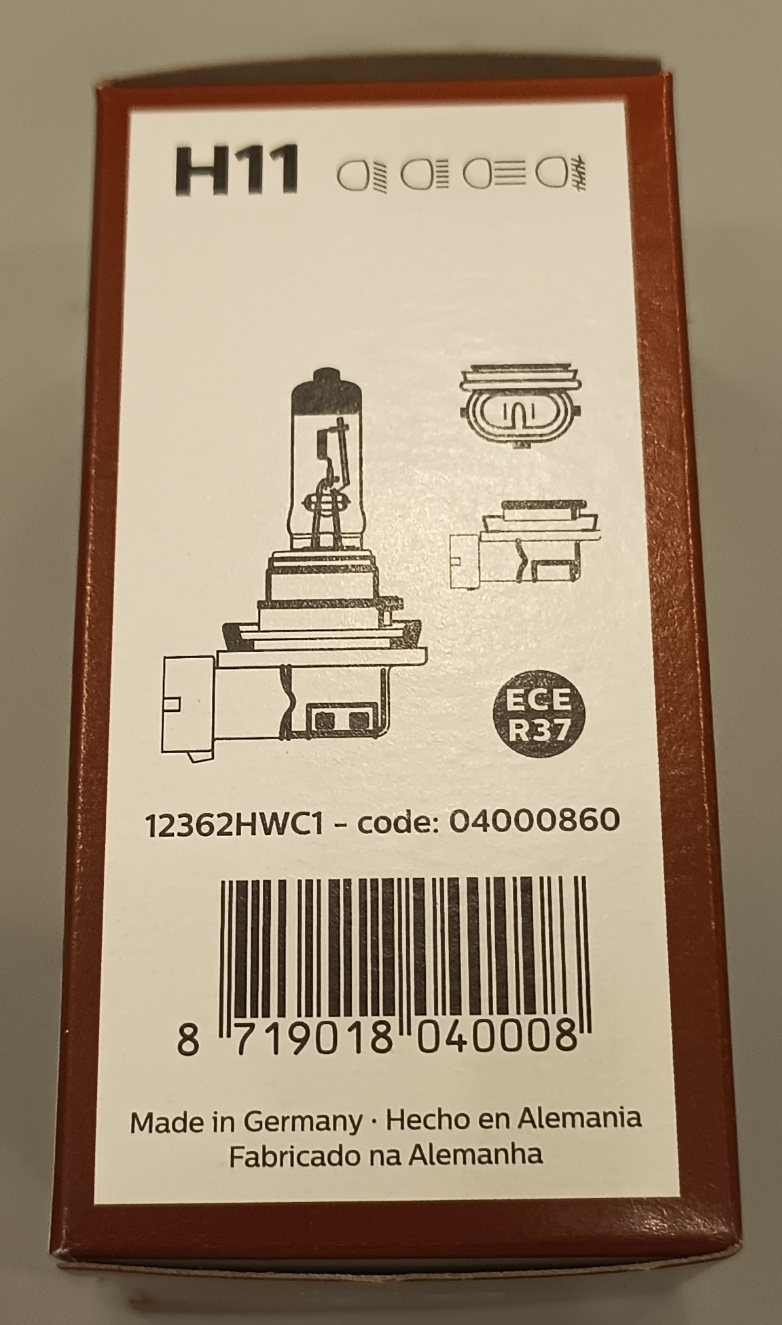 H11
ECE
R37
12362HWC1 - code: 04000860
8 719018 040008
Made in Germany · Hecho en Alemania
Fabricado na Alemanha